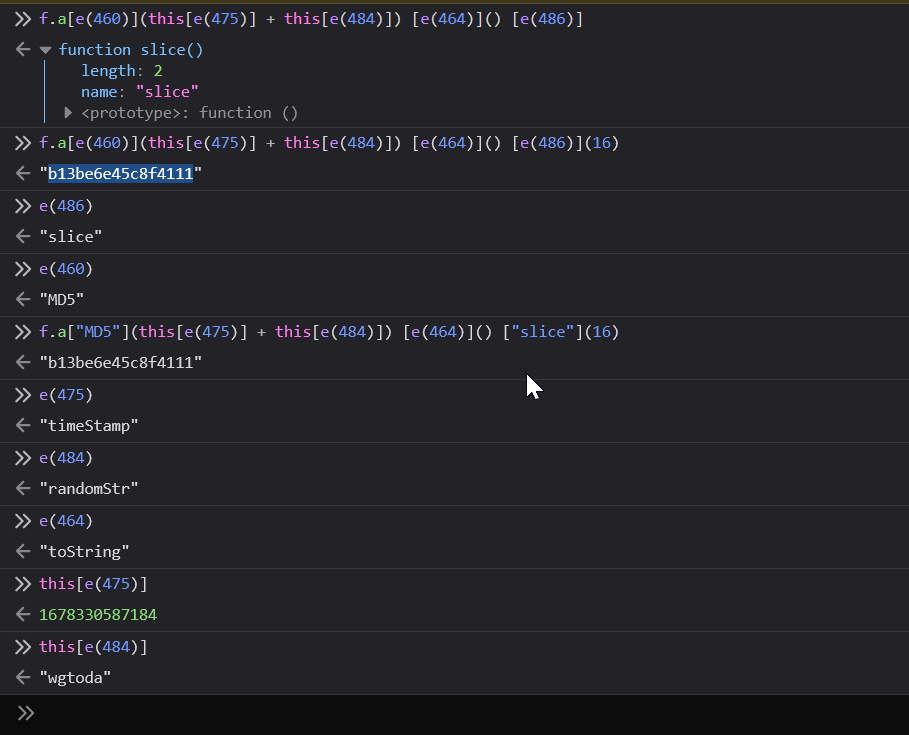 f.a[e(460)](this[e(475)] + this[e(484)]) [e(464)]() [e(486)]
function slice()
length: 2
name: "slice"
<prototype>: function ()
f.a[e(460)](this[e(475)] + this[e(484)]) [e(464)]() [e(486)](16)
"b13be6e45c8f4111"
e(486)
"slice"
e(460)
"MD5"
f.a["MD5"](this[e(475)] + this[e(484)]) [e(464)]() ["slice"](16)
"b13be6e45c8f4111"
e(475)
"timeStamp"
e(484)
"randomStr"
e(464)
"toString"
this[e(475)]
1678330587184
this[e(484)]
"wgtoda"